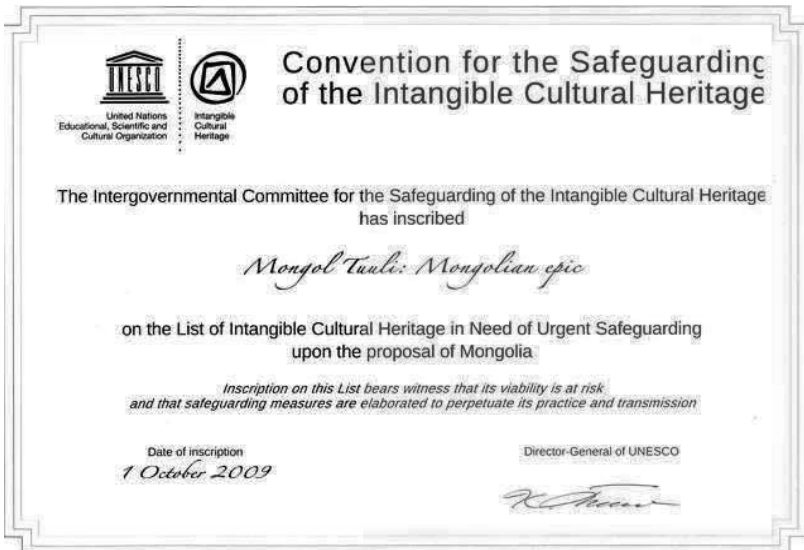 UNESCO
United Nations
Educational, Scientific and
Cultural Organization
Intangible
Cultural
Heritage
Convention for the Safeguarding
of the Intangible Cultural Heritage
The Intergovernmental Committee for the Safeguarding of the Intangible Cultural Heritage
has inscribed
Mongol Tuuli: Mongolian epic
on the List of Intangible Cultural Heritage in Need of Urgent Safeguarding
upon the proposal of Mongolia
Inscription on this List bears witness that its viability is at risk
and that safeguarding measures are elaborated to perpetuate its practice and transmission
Date of inscription
1 October 2009
Director-General of UNESCO